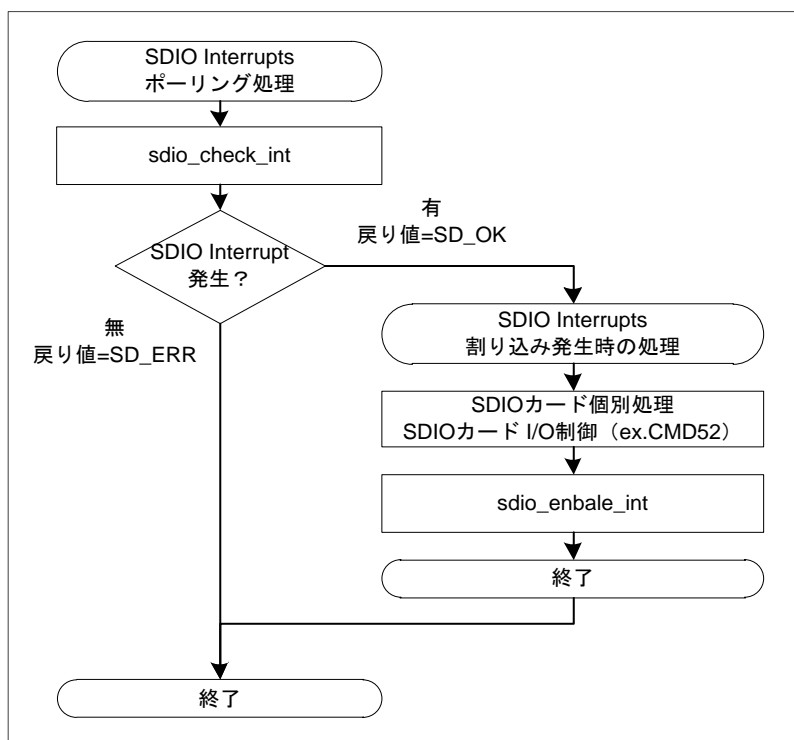 SDIO Interrupts
ポーリング処理
sdio_check_int
SDIO Interrupt
発生？
有
戻り値=SD_OK
無
戻り値=SD_ERR
SDIO Interrupts
割り込み発生時の処理
SDIOカード個別処理
SDIOカード I/O制御（ex.CMD52）
sdio_enbale_int
終了
終了